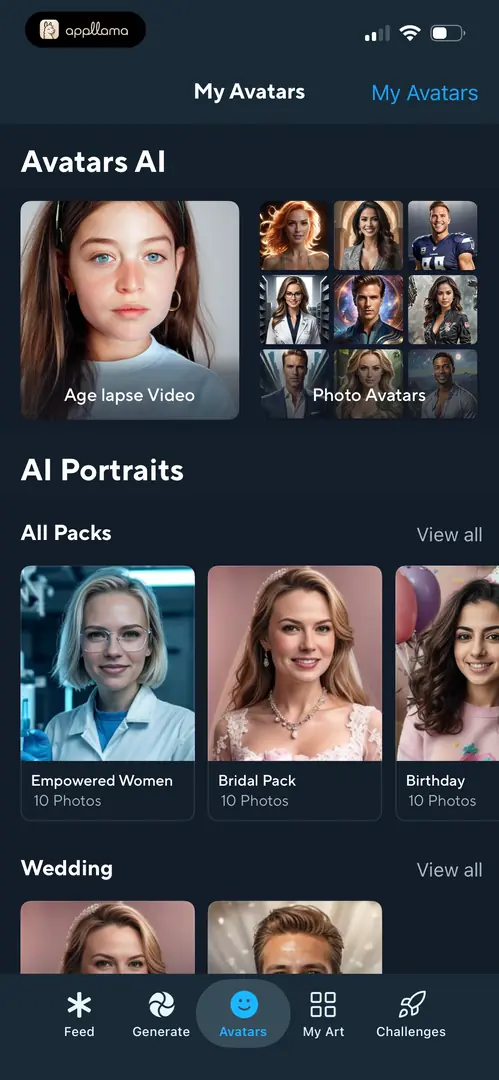 appllama
My Avatars
My Avatars
Avatars AI
Age lapse Video
Photo Avatars
AI Portraits
All Packs
View all
Empowered Women
10 Photos
Bridal Pack
10 Photos
Birthday
10 Photos
Wedding
View all
Feed
Generate
Avatars
My Art
Challenges